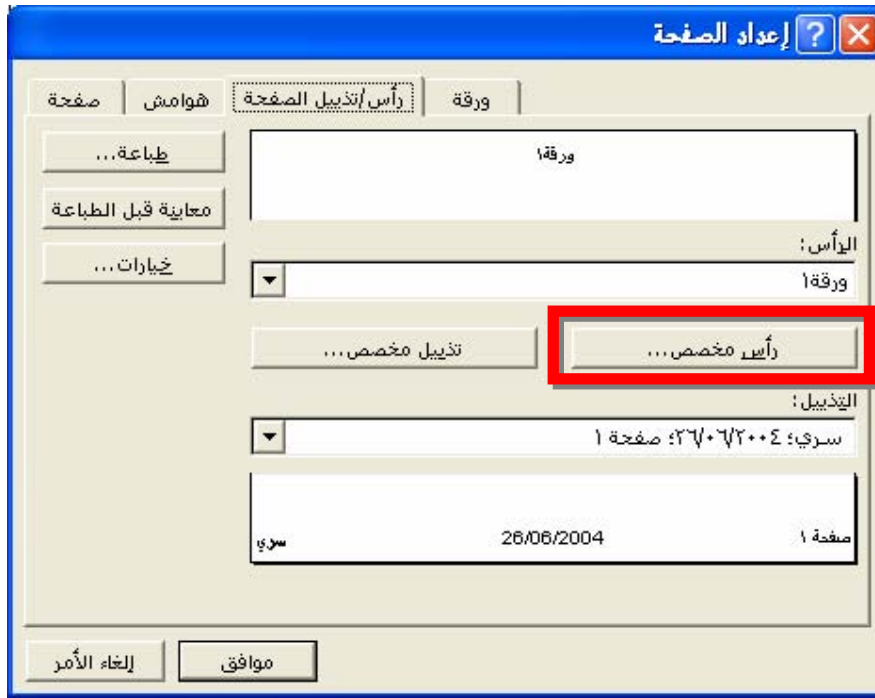 إعداد الصفحة
صفحة هوامش رأس/تذييل الصفحة ورقة
ورقة١
طباعة...
معاينة قبل الطباعة
خيارات...
الرأس:
ورقة١
رأس مخصص...
تذييل مخصص...
التذييل:
سري؛ ٢٦/٠٦/٢٠٠٤؛ صفحة ١
صفحة ١ 26/06/2004 سري
موافق
إلغاء الأمر